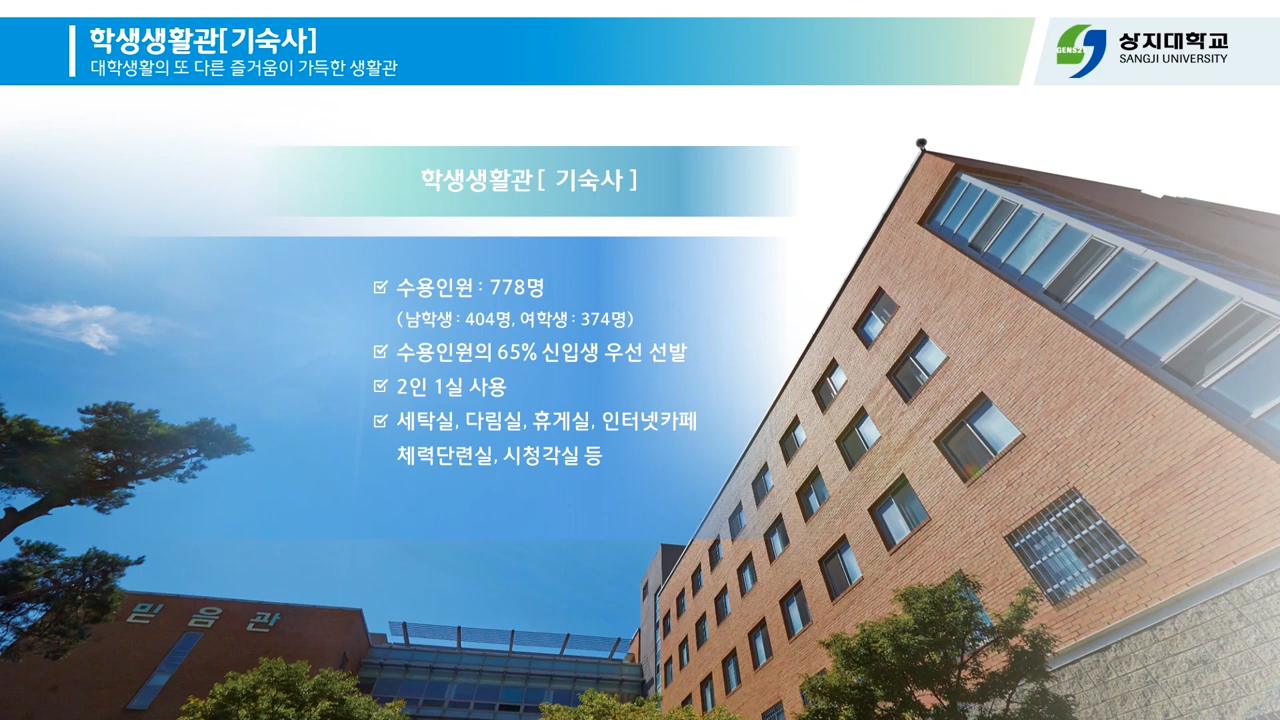 학생생활관[기숙사]
대학생활의 또 다른 즐거움이 가득한 생활관
GENS2
상지대학교
SANGJI UNIVERSITY
학생생활관 [ 기숙사 ]
수용인원 : 778명
(남학생 : 404명, 여학생 : 374명)
수용인원의 65% 신입생 우선 선발
2인 1실 사용
세탁실, 다림실, 휴게실, 인터넷카페
체력단련실, 시청각실 등
믿음관